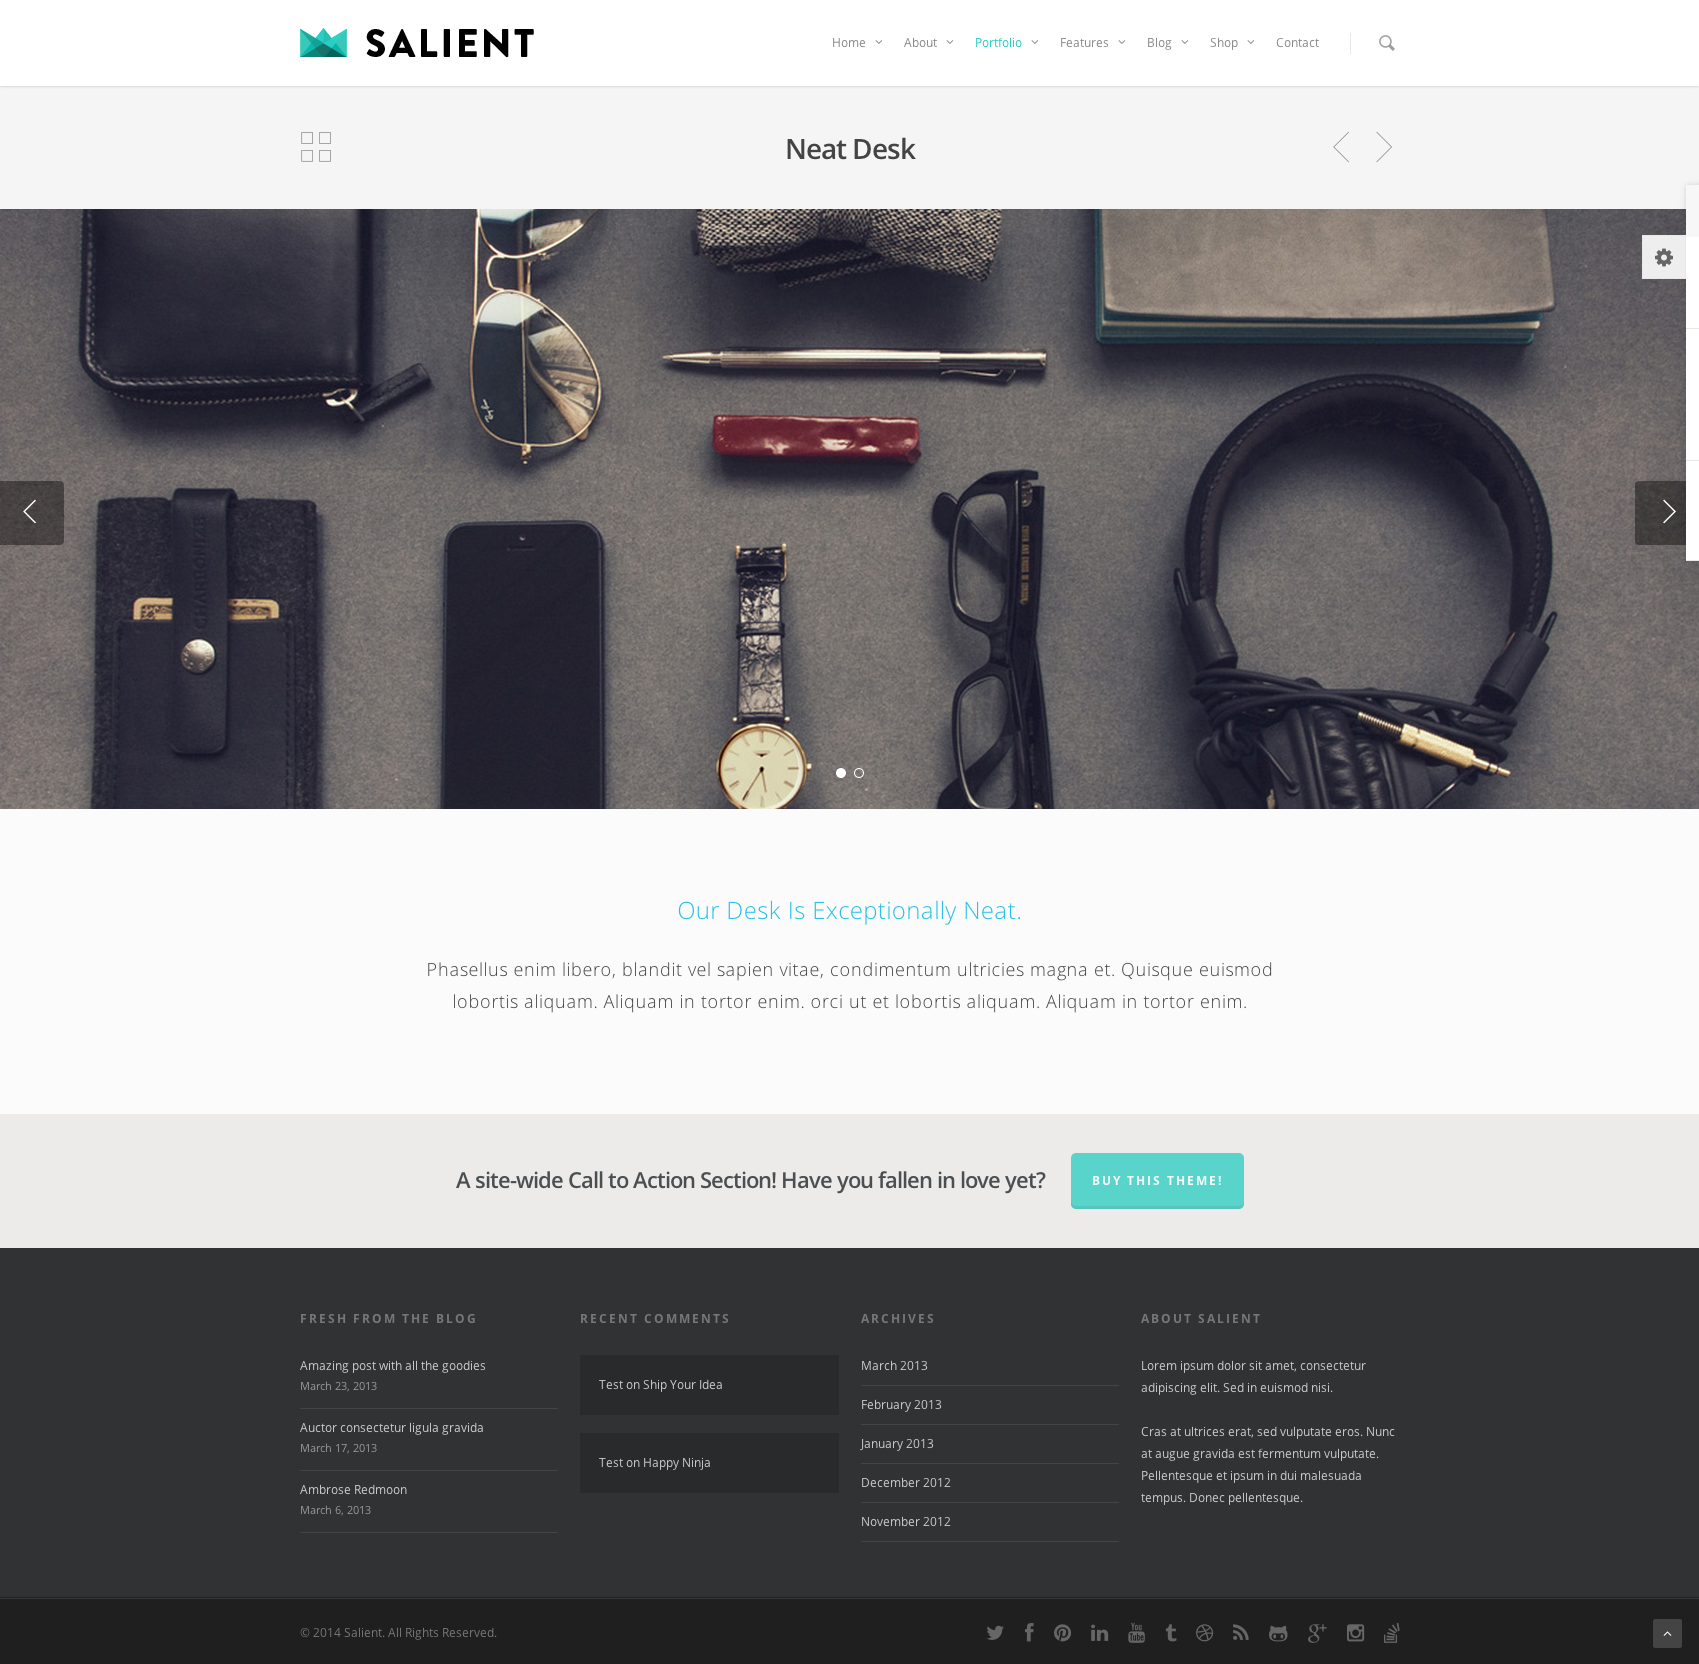 SALIENT
Home About Portfolio Features Blog Shop Contact
Neat Desk
Our Desk Is Exceptionally Neat.
Phasellus enim libero, blandit vel sapien vitae, condimentum ultricies magna et. Quisque euismod
lobortis aliquam. Aliquam in tortor enim. orci ut et lobortis aliquam. Aliquam in tortor enim.
A site-wide Call to Action Section! Have you fallen in love yet?
BUY THIS THEME!
FRESH FROM THE BLOG
Amazing post with all the goodies
March 23, 2013
Auctor consectetur ligula gravida
March 17, 2013
Ambrose Redmoon
March 6, 2013
RECENT COMMENTS
Test on Ship Your Idea
Test on Happy Ninja
ARCHIVES
March 2013
February 2013
January 2013
December 2012
November 2012
ABOUT SALIENT
Lorem ipsum dolor sit amet, consectetur
adipiscing elit. Sed in euismod nisi.
Cras at ultrices erat, sed vulputate eros. Nunc
at augue gravida est fermentum vulputate.
Pellentesque et ipsum in dui malesuada
tempus. Donec pellentesque.
© 2014 Salient. All Rights Reserved.
You
Tube